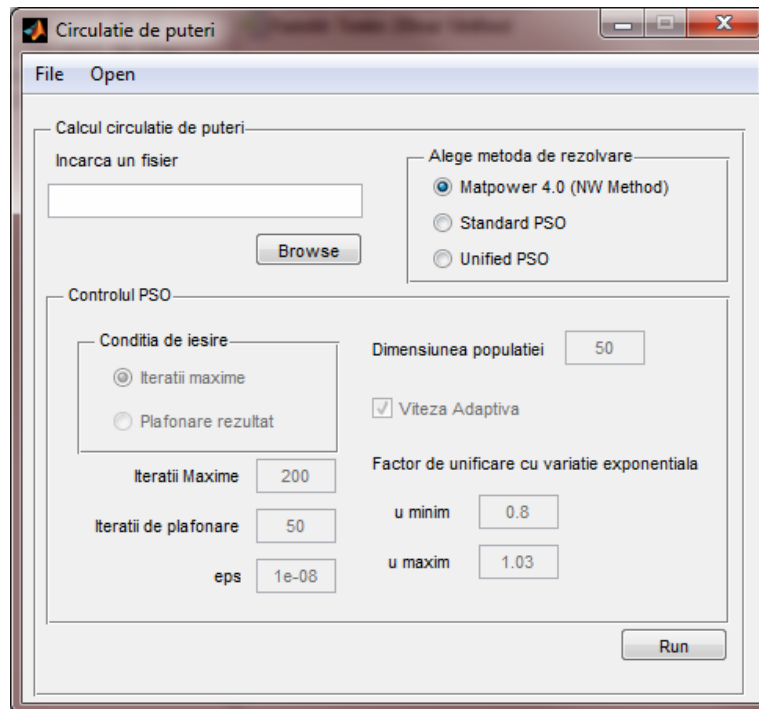 Circulatie de puteri
File Open
Calcul circulatie de puteri
Incarca un fisier
Browse
Alege metoda de rezolvare
Matpower 4.0 (NW Method)
Standard PSO
Unified PSO
Controlul PSO
Conditia de iesire
Iteratii maxime
Plafonare rezultat
Iteratii Maxime 200
Iteratii de plafonare 50
eps 1e-08
Dimensiunea populatiei 50
Viteza Adaptiva
Factor de unificare cu variatie exponentiala
u minim 0.8
u maxim 1.03
Run